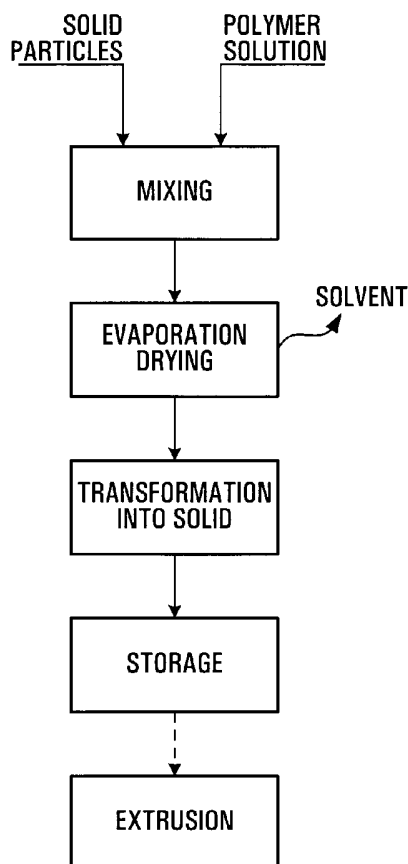 SOLID
PARTICLES
POLYMER
SOLUTION
MIXING
EVAPORATION
DRYING
SOLVENT
TRANSFORMATION
INTO SOLID
STORAGE
EXTRUSION